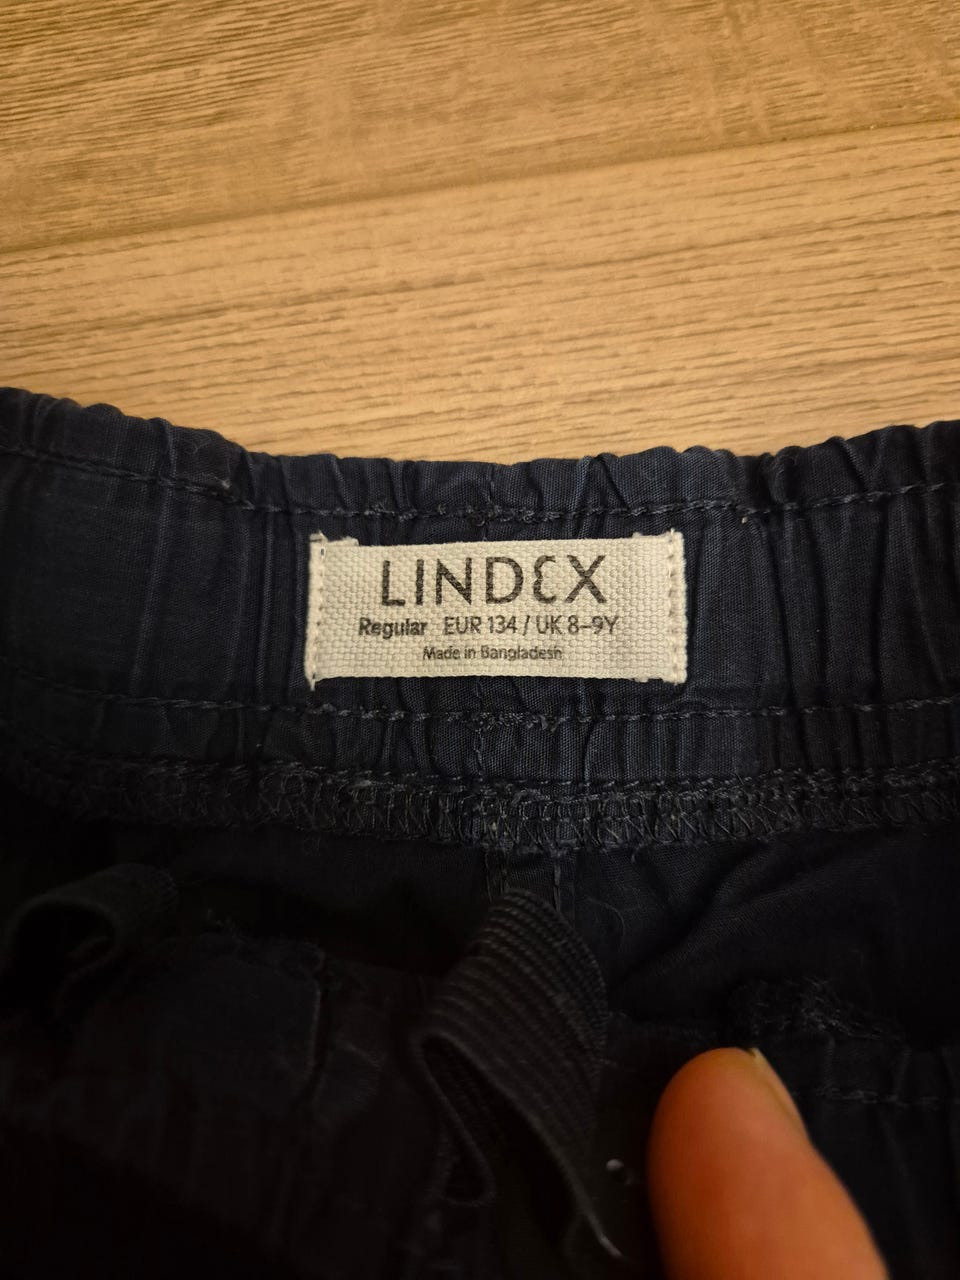 LINDEX
Regular EUR 134 / UK 8-9Y
Made in Bangladesh